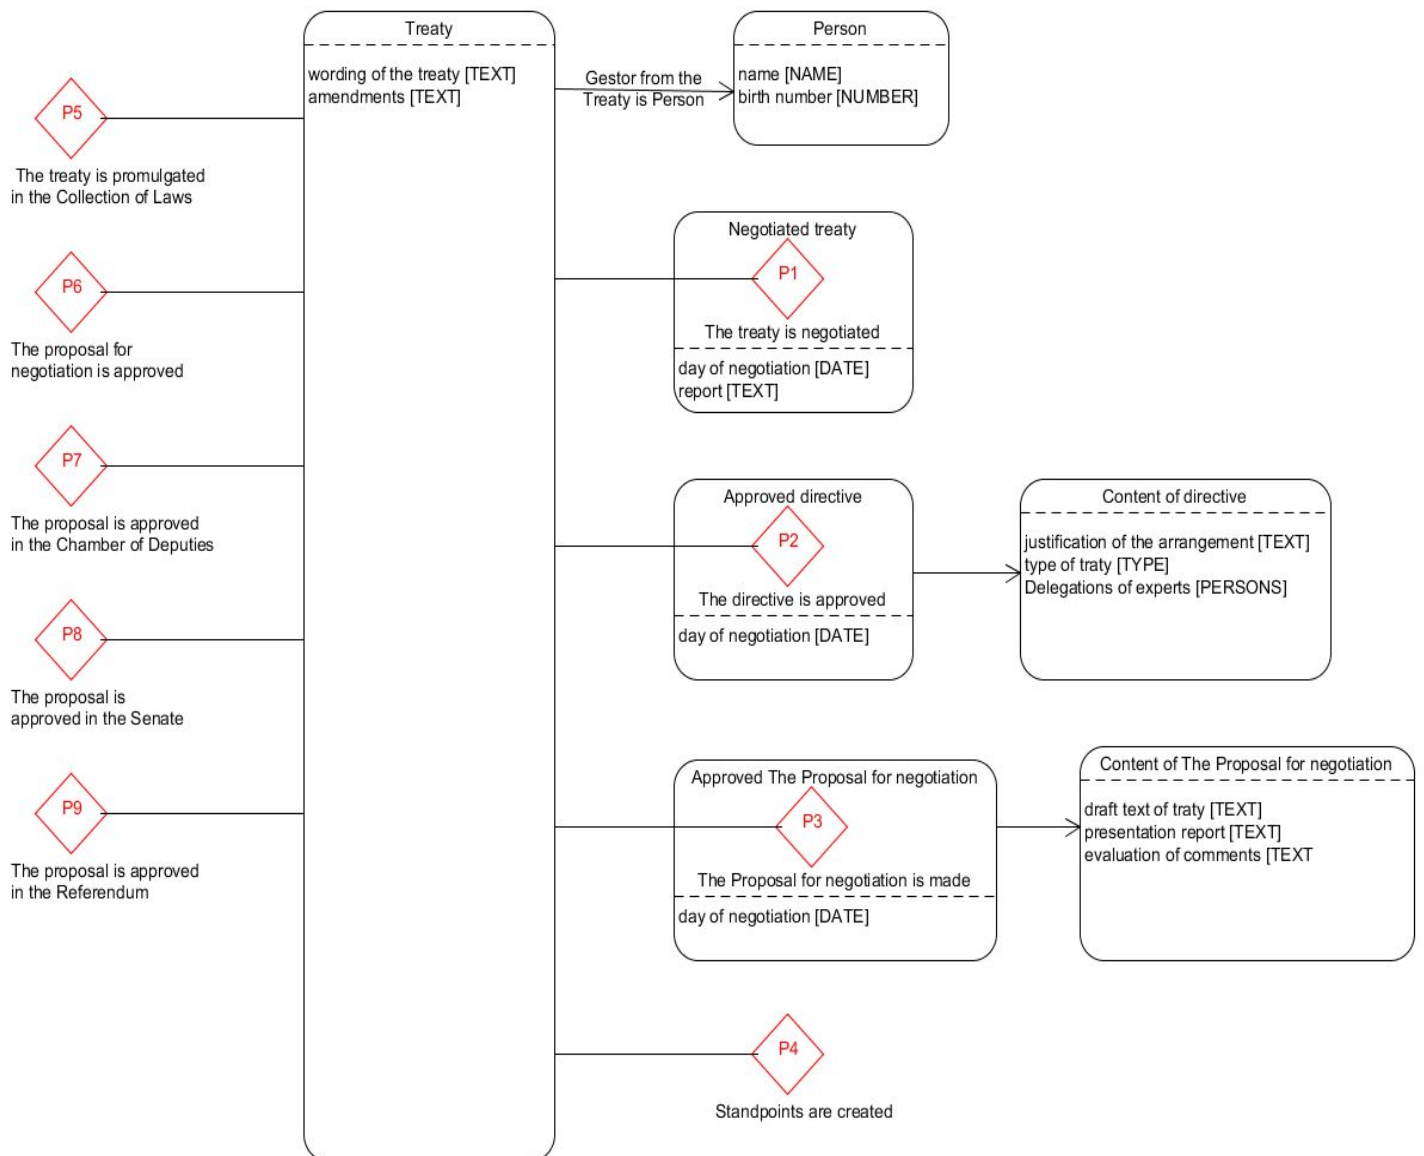 Treaty
wording of the treaty [TEXT]
amendments [TEXT]
Gestor from the
Treaty is Person
Person
name [NAME]
birth number [NUMBER]
P5
The treaty is promulgated
in the Collection of Laws
P6
The proposal for
negotiation is approved
P7
The proposal is approved
in the Chamber of Deputies
P8
The proposal is
approved in the Senate
P9
The proposal is approved
in the Referendum
Negotiated treaty
P1
The treaty is negotiated
day of negotiation [DATE]
report [TEXT]
Approved directive
P2
The directive is approved
day of negotiation [DATE]
Content of directive
justification of the arrangement [TEXT]
type of traty [TYPE]
Delegations of experts [PERSONS]
Approved The Proposal for negotiation
P3
The Proposal for negotiation is made
day of negotiation [DATE]
Content of The Proposal for negotiation
draft text of traty [TEXT]
presentation report [TEXT]
evaluation of comments [TEXT
P4
Standpoints are created